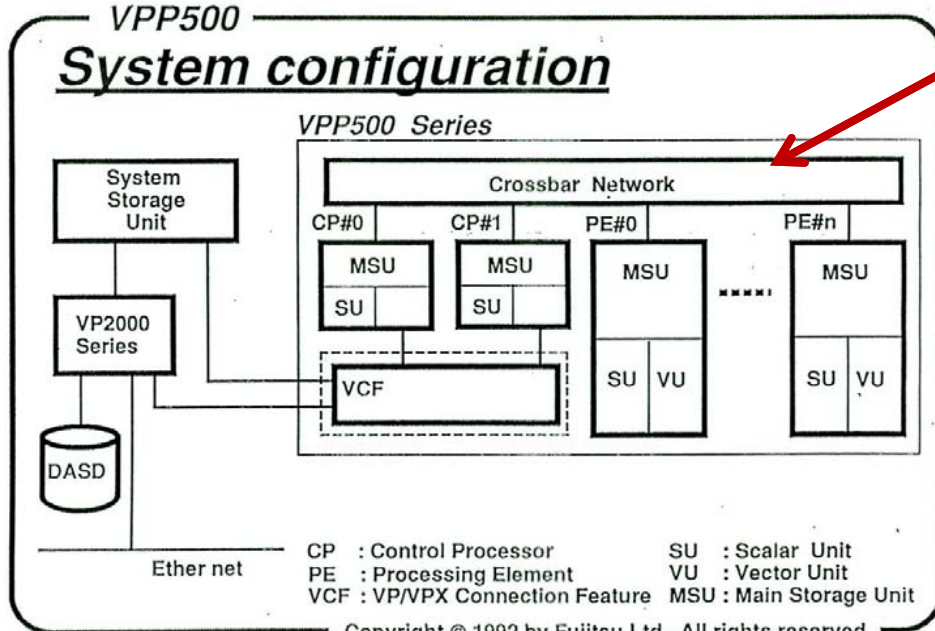 VPP500
System configuration
VPP500 Series
Crossbar Network
System
Storage
Unit
CP#0 CP#1 PE#0 PE#n
MSU MSU MSU MSU
SU SU
VP2000
Series
SU VU SU VU
VCF
DASD
Ether net
CP : Control Processor SU : Scalar Unit
PE : Processing Element VU : Vector Unit
VCF : VP/VPX Connection Feature MSU : Main Storage Unit
Copyright © 1992 by Fujitsu Ltd. All rights reserved